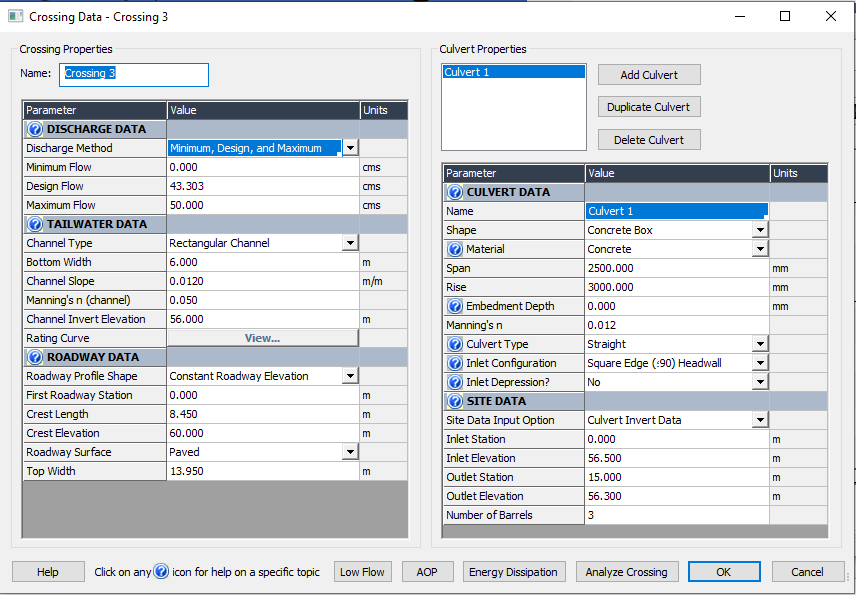 Crossing Data - Crossing 3
Crossing Properties
Name: Crossing 3
Parameter Value Units
DISCHARGE DATA
Discharge Method Minimum, Design, and Maximum
Minimum Flow 0.000 cms
Design Flow 43.303 cms
Maximum Flow 50.000 cms
TAILWATER DATA
Channel Type Rectangular Channel
Bottom Width 6.000 m
Channel Slope 0.0120 m/m
Manning's n (channel) 0.050
Channel Invert Elevation 56.000 m
Rating Curve View...
ROADWAY DATA
Roadway Profile Shape Constant Roadway Elevation
First Roadway Station 0.000 m
Crest Length 8.450 m
Crest Elevation 60.000 m
Roadway Surface Paved
Top Width 13.950 m
Culvert Properties
Culvert 1
Add Culvert
Duplicate Culvert
Delete Culvert
Parameter Value Units
CULVERT DATA
Name Culvert 1
Shape Concrete Box
Material Concrete
Span 2500.000 mm
Rise 3000.000 mm
Embedment Depth 0.000 mm
Manning's n 0.012
Culvert Type Straight
Inlet Configuration Square Edge (:90) Headwall
Inlet Depression? No
SITE DATA
Site Data Input Option Culvert Invert Data
Inlet Station 0.000 m
Inlet Elevation 56.500 m
Outlet Station 15.000 m
Outlet Elevation 56.300 m
Number of Barrels 3
Help Click on any ? icon for help on a specific topic Low Flow AOP Energy Dissipation Analyze Crossing OK Cancel